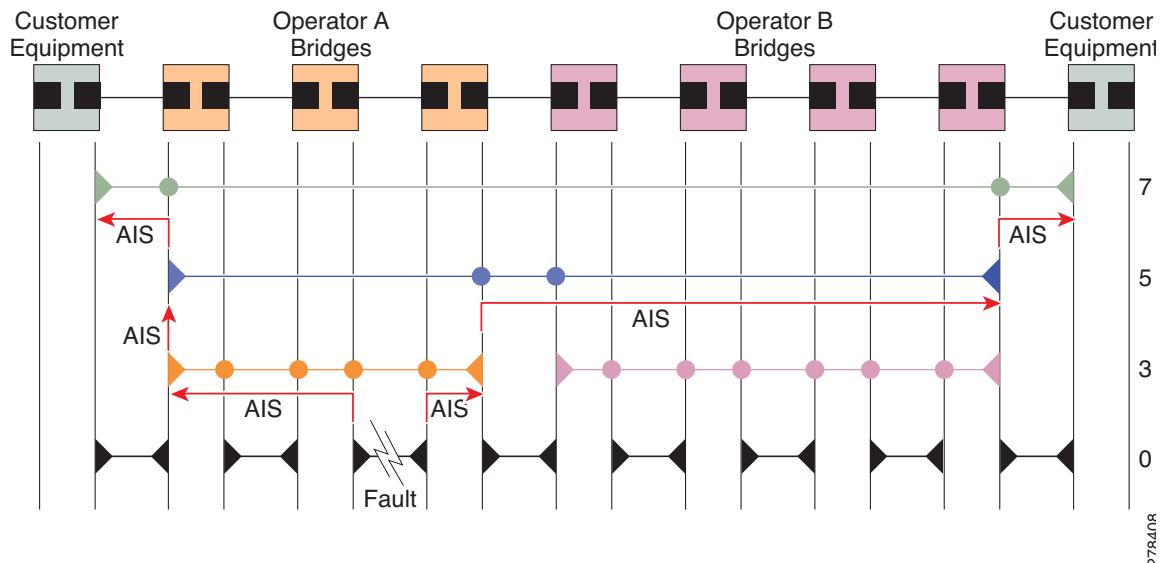 Customer
Equipment
Operator A
Bridges
Operator B
Bridges
Customer
Equipment
7
AIS
AIS
5
AIS
AIS
3
AIS
AIS
0
Fault
278408